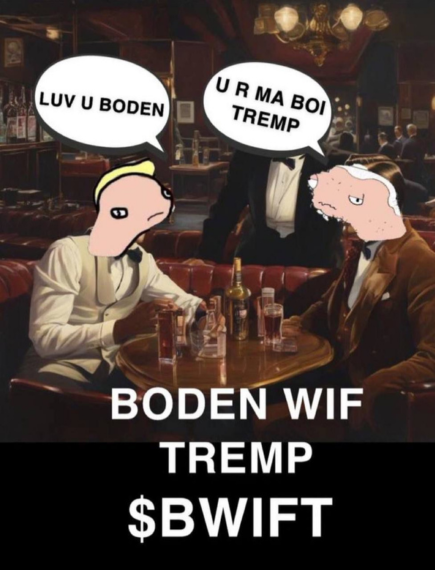 LUV U BODEN
U R MA BOI
TREMP
BODEN WIF
TREMP
$BWIFT